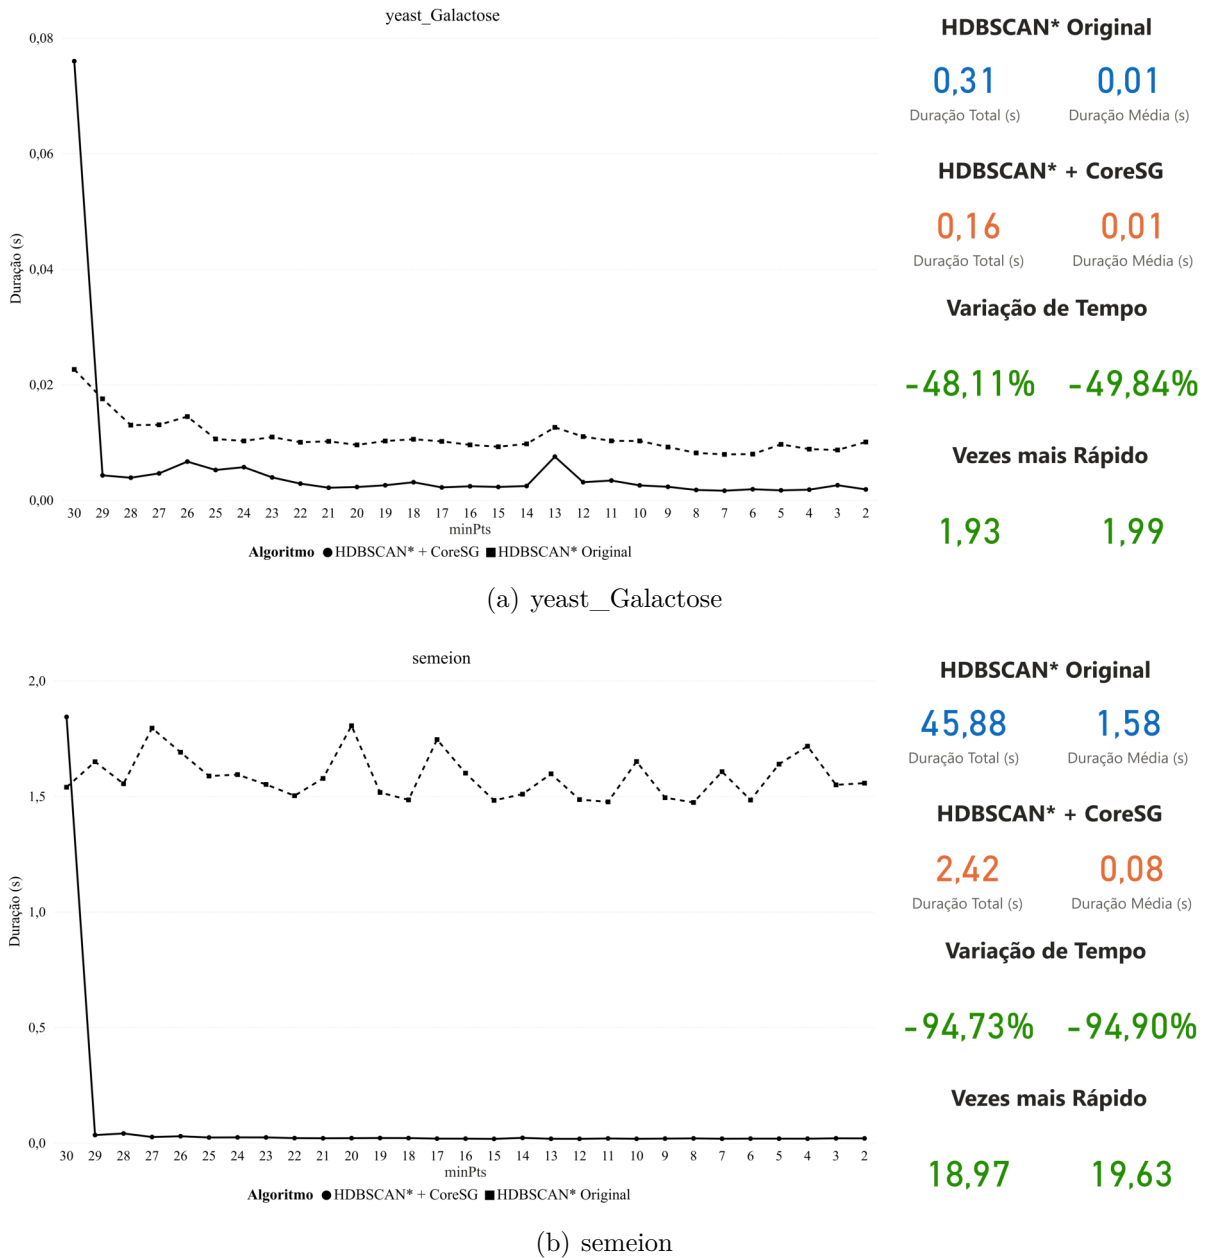 yeast_Galactose
0,08
0,06
0,04
0,02
0,00
Duração (s)
30 29 28 27 26 25 24 23 22 21 20 19 18 17 16 15 14 13 12 11 10 9 8 7 6 5 4 3 2
minPts
Algoritmo ● HDBSCAN* + CoreSG ■ HDBSCAN* Original
HDBSCAN* Original
0,31 0,01
Duração Total (s) Duração Média (s)
HDBSCAN* + CoreSG
0,16 0,01
Duração Total (s) Duração Média (s)
Variação de Tempo
-48,11% -49,84%
Vezes mais Rápido
1,93 1,99
(a) yeast_Galactose
semeion
2,0
1,5
1,0
0,5
0,0
Duração (s)
30 29 28 27 26 25 24 23 22 21 20 19 18 17 16 15 14 13 12 11 10 9 8 7 6 5 4 3 2
minPts
Algoritmo ● HDBSCAN* + CoreSG ■ HDBSCAN* Original
HDBSCAN* Original
45,88 1,58
Duração Total (s) Duração Média (s)
HDBSCAN* + CoreSG
2,42 0,08
Duração Total (s) Duração Média (s)
Variação de Tempo
-94,73% -94,90%
Vezes mais Rápido
18,97 19,63
(b) semeion